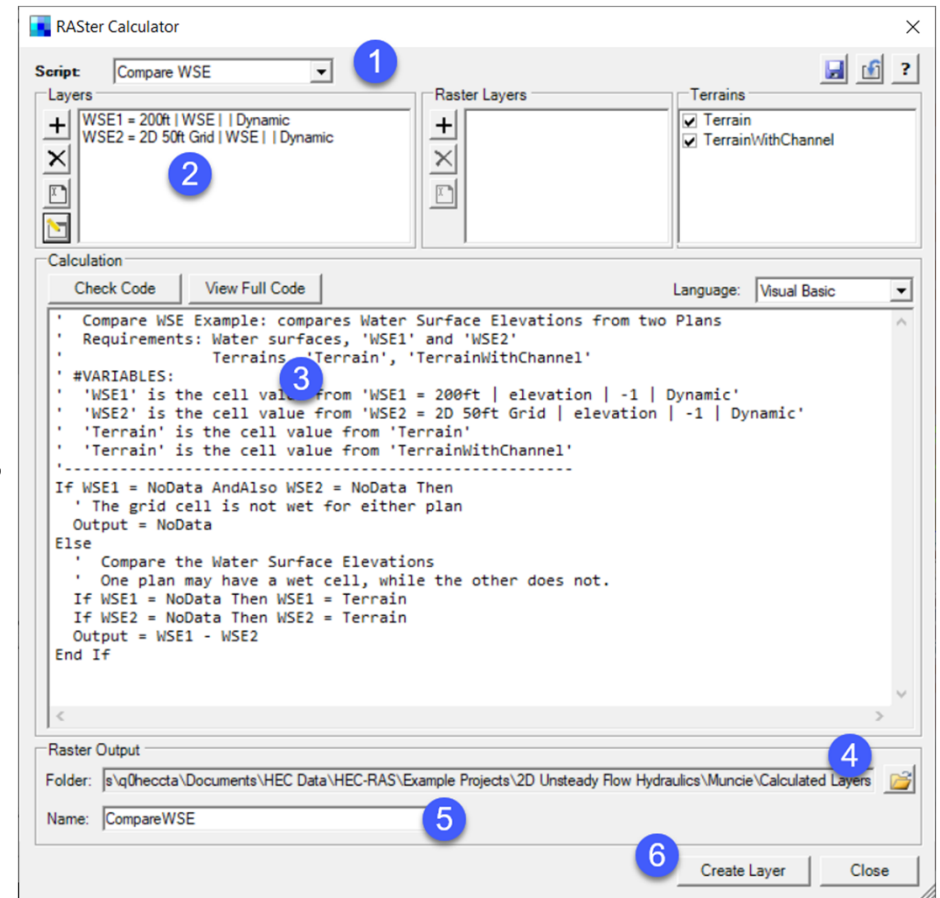 RASter Calculator
Script: Compare WSE 1 ?
Layers Raster Layers Terrains
WSE1 = 200ft | WSE | | Dynamic
WSE2 = 2D 50ft Grid | WSE | | Dynamic
2
Terrain
TerrainWithChannel
Calculation
Check Code View Full Code Language: Visual Basic
' Compare WSE Example: compares Water Surface Elevations from two Plans
' Requirements: Water surfaces, 'WSE1' and 'WSE2'
' Terrains 'Terrain', 'TerrainWithChannel'
3
' #VARIABLES:
' 'WSE1' is the cell value from 'WSE1 = 200ft | elevation | -1 | Dynamic'
' 'WSE2' is the cell value from 'WSE2 = 2D 50ft Grid | elevation | -1 | Dynamic'
' 'Terrain' is the cell value from 'Terrain'
' 'Terrain' is the cell value from 'TerrainWithChannel'
'---------------------------------------------------------
If WSE1 = NoData AndAlso WSE2 = NoData Then
' The grid cell is not wet for either plan
Output = NoData
Else
' Compare the Water Surface Elevations
' One plan may have a wet cell, while the other does not.
If WSE1 = NoData Then WSE1 = Terrain
If WSE2 = NoData Then WSE2 = Terrain
Output = WSE1 - WSE2
End If
Raster Output
4
Folder: s\q0heccta\Documents\HEC Data\HEC-RAS\Example Projects\2D Unsteady Flow Hydraulics\Muncie\Calculated Layers
Name: CompareWSE 5
6 Create Layer Close